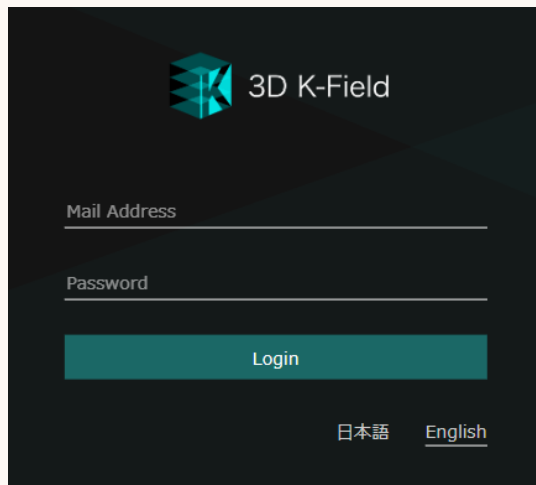 3D K-Field
Mail Address
Password
Login
日本語 English